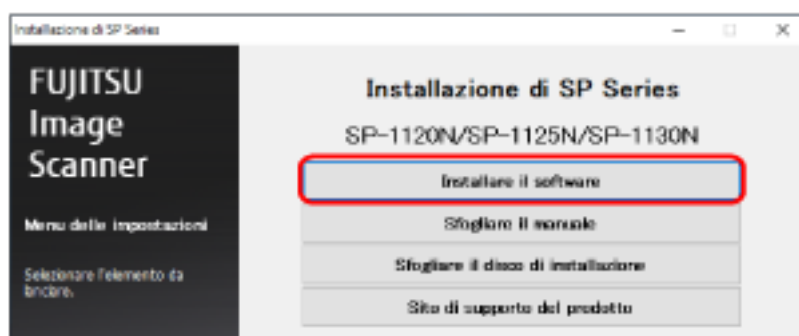 Installazione di SP Series
FUJITSU
Image
Scanner
Menu delle impostazioni
Selezionare l'elemento da
lanciare.
Installazione di SP Series
SP-1120N/SP-1125N/SP-1130N
Installare il software
Sfogliare il manuale
Sfogliare il disco di installazione
Sito di supporto del prodotto